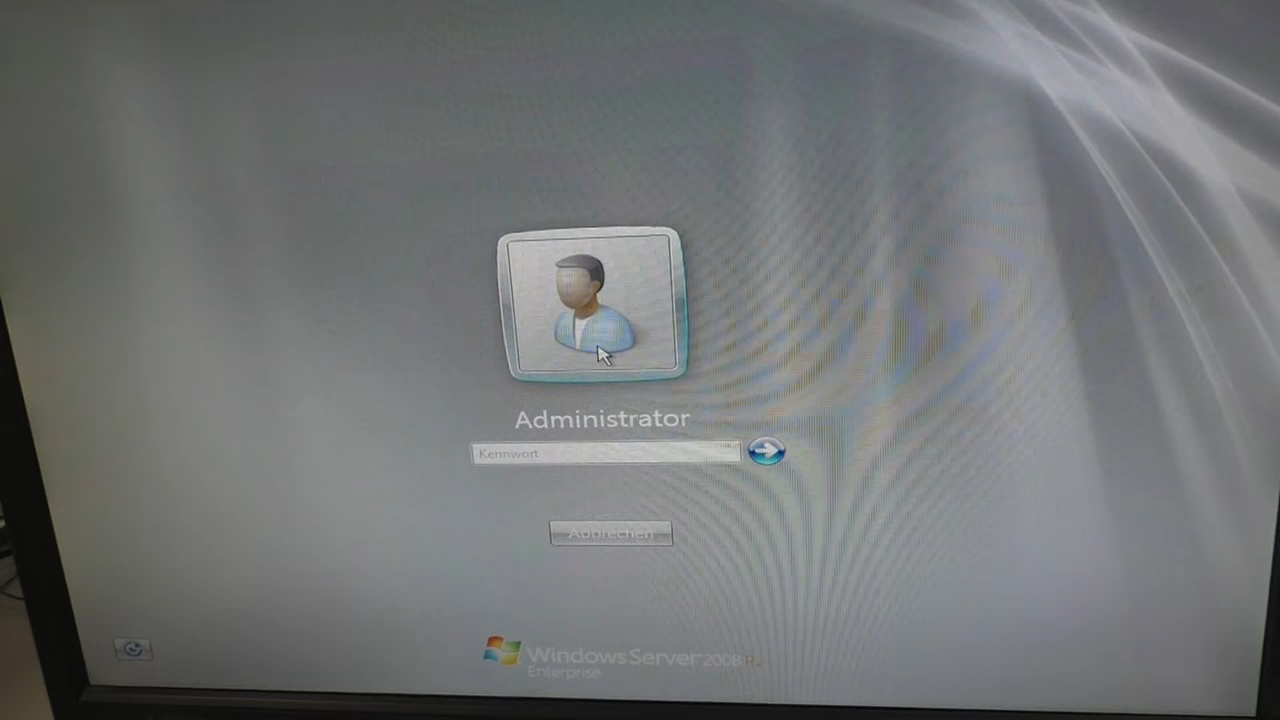 Administrator
Kennwort
Abbrechen
Windows Server 2008 R2
Enterprise